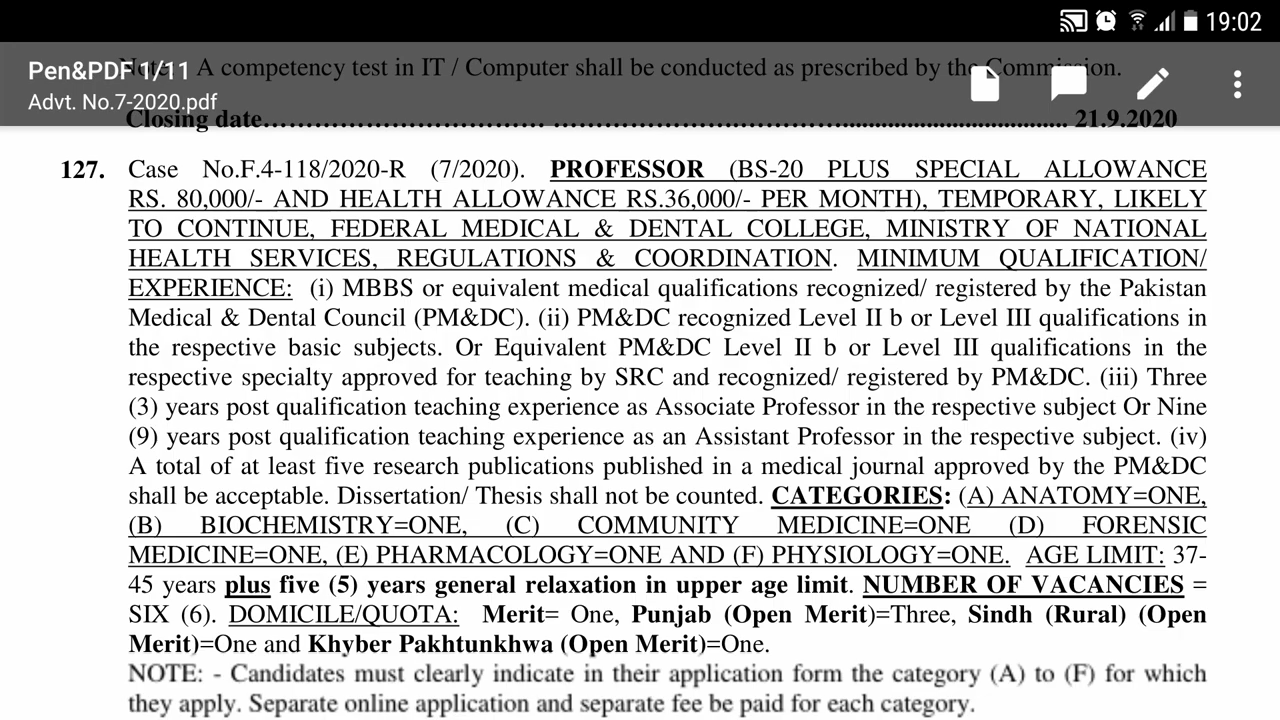 19:02
Pen&PDF 1/11
Note: A competency test in IT / Computer shall be conducted as prescribed by the Commission.
Advt. No.7-2020.pdf
Closing date…………………………… ………………………….................................... 21.9.2020
127. Case No.F.4-118/2020-R (7/2020). PROFESSOR (BS-20 PLUS SPECIAL ALLOWANCE
RS. 80,000/- AND HEALTH ALLOWANCE RS.36,000/- PER MONTH), TEMPORARY, LIKELY
TO CONTINUE, FEDERAL MEDICAL & DENTAL COLLEGE, MINISTRY OF NATIONAL
HEALTH SERVICES, REGULATIONS & COORDINATION. MINIMUM QUALIFICATION/
EXPERIENCE: (i) MBBS or equivalent medical qualifications recognized/ registered by the Pakistan
Medical & Dental Council (PM&DC). (ii) PM&DC recognized Level II b or Level III qualifications in
the respective basic subjects. Or Equivalent PM&DC Level II b or Level III qualifications in the
respective specialty approved for teaching by SRC and recognized/ registered by PM&DC. (iii) Three
(3) years post qualification teaching experience as Associate Professor in the respective subject Or Nine
(9) years post qualification teaching experience as an Assistant Professor in the respective subject. (iv)
A total of at least five research publications published in a medical journal approved by the PM&DC
shall be acceptable. Dissertation/ Thesis shall not be counted. CATEGORIES: (A) ANATOMY=ONE,
(B) BIOCHEMISTRY=ONE, (C) COMMUNITY MEDICINE=ONE (D) FORENSIC
MEDICINE=ONE, (E) PHARMACOLOGY=ONE AND (F) PHYSIOLOGY=ONE. AGE LIMIT: 37-
45 years plus five (5) years general relaxation in upper age limit. NUMBER OF VACANCIES =
SIX (6). DOMICILE/QUOTA: Merit= One, Punjab (Open Merit)=Three, Sindh (Rural) (Open
Merit)=One and Khyber Pakhtunkhwa (Open Merit)=One.
NOTE: - Candidates must clearly indicate in their application form the category (A) to (F) for which
they apply. Separate online application and separate fee be paid for each category.